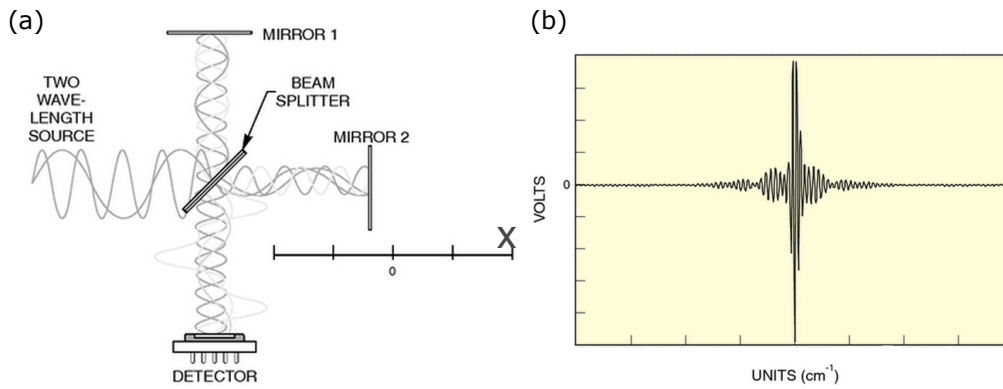 (a)
MIRROR 1
TWO
WAVE-
LENGTH
SOURCE
BEAM
SPLITTER
MIRROR 2
X
0
DETECTOR
(b)
VOLTS
0
UNITS (cm⁻¹)